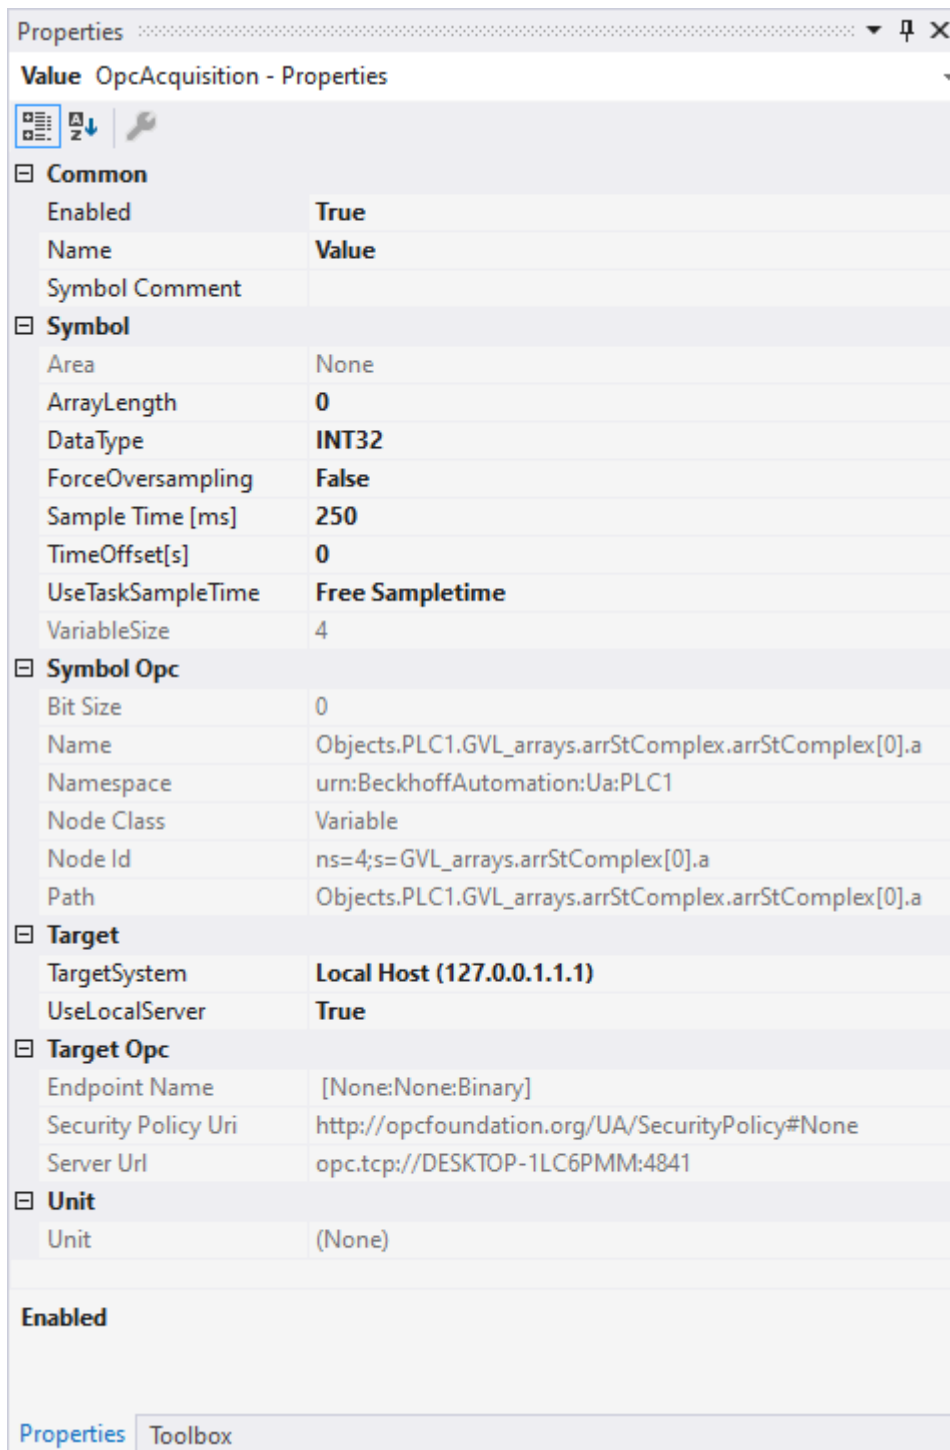 Properties
Value OpcAcquisition - Properties
Common
Enabled True
Name Value
Symbol Comment
Symbol
Area None
ArrayLength 0
DataType INT32
ForceOversampling False
Sample Time [ms] 250
TimeOffset[s] 0
UseTaskSampleTime Free Sampletime
VariableSize 4
Symbol Opc
Bit Size 0
Name Objects.PLC1.GVL_arrays.arrStComplex.arrStComplex[0].a
Namespace urn:BeckhoffAutomation:Ua:PLC1
Node Class Variable
Node Id ns=4;s=GVL_arrays.arrStComplex[0].a
Path Objects.PLC1.GVL_arrays.arrStComplex.arrStComplex[0].a
Target
TargetSystem Local Host (127.0.0.1.1.1)
UseLocalServer True
Target Opc
Endpoint Name [None:None:Binary]
Security Policy Uri http://opcfoundation.org/UA/SecurityPolicy#None
Server Url opc.tcp://DESKTOP-1LC6PMM:4841
Unit
Unit (None)
Enabled
Properties Toolbox